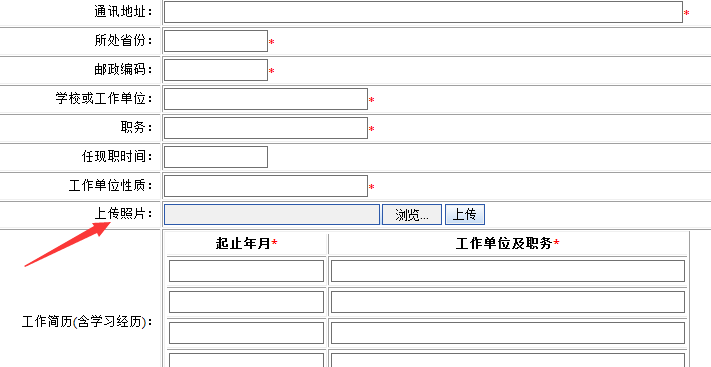 通讯地址： *
所处省份： *
邮政编码： *
学校或工作单位： *
职务： *
任现职时间：
工作单位性质： *
上传照片： 浏览... 上传
起止年月* 工作单位及职务*
工作简历(含学习经历)：